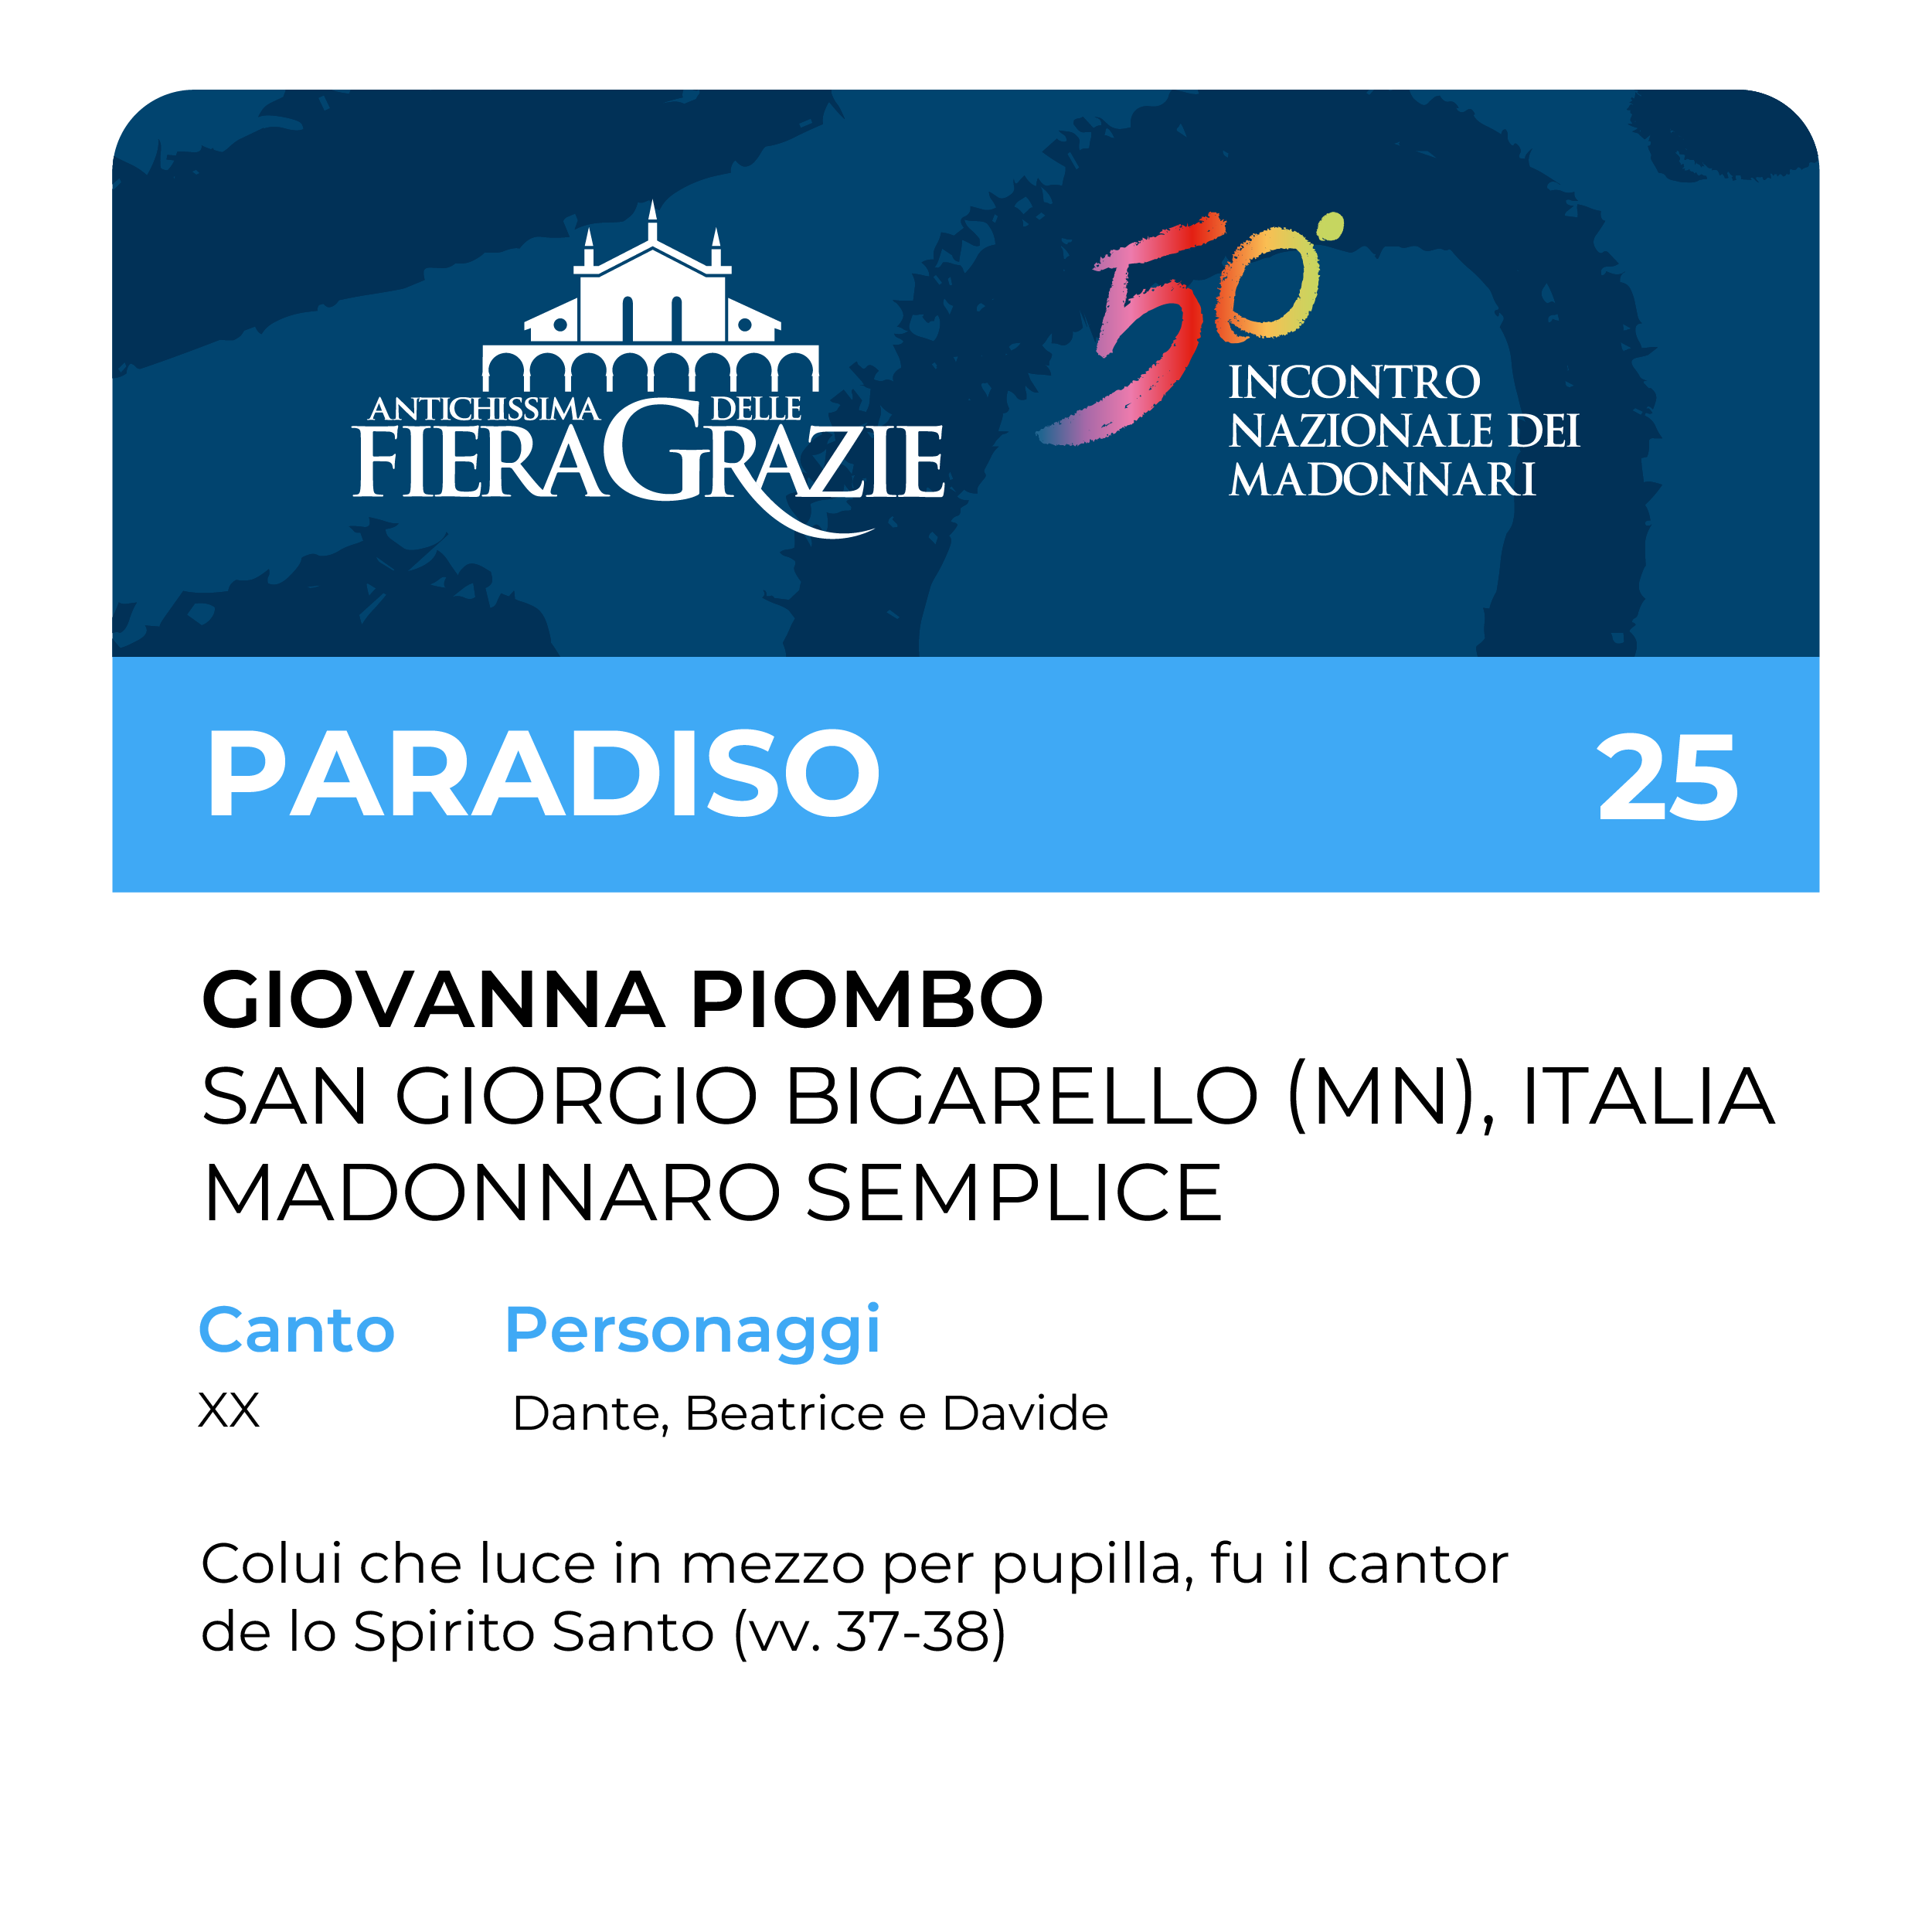 ANTICHISSIMA DELLE
FIERAGRAZIE
50°
INCONTRO
NAZIONALE DEI
MADONNARI
PARADISO 25
GIOVANNA PIOMBO
SAN GIORGIO BIGARELLO (MN), ITALIA
MADONNARO SEMPLICE
Canto Personaggi
XX Dante, Beatrice e Davide
Colui che luce in mezzo per pupilla, fu il cantor
de lo Spirito Santo (vv. 37-38)